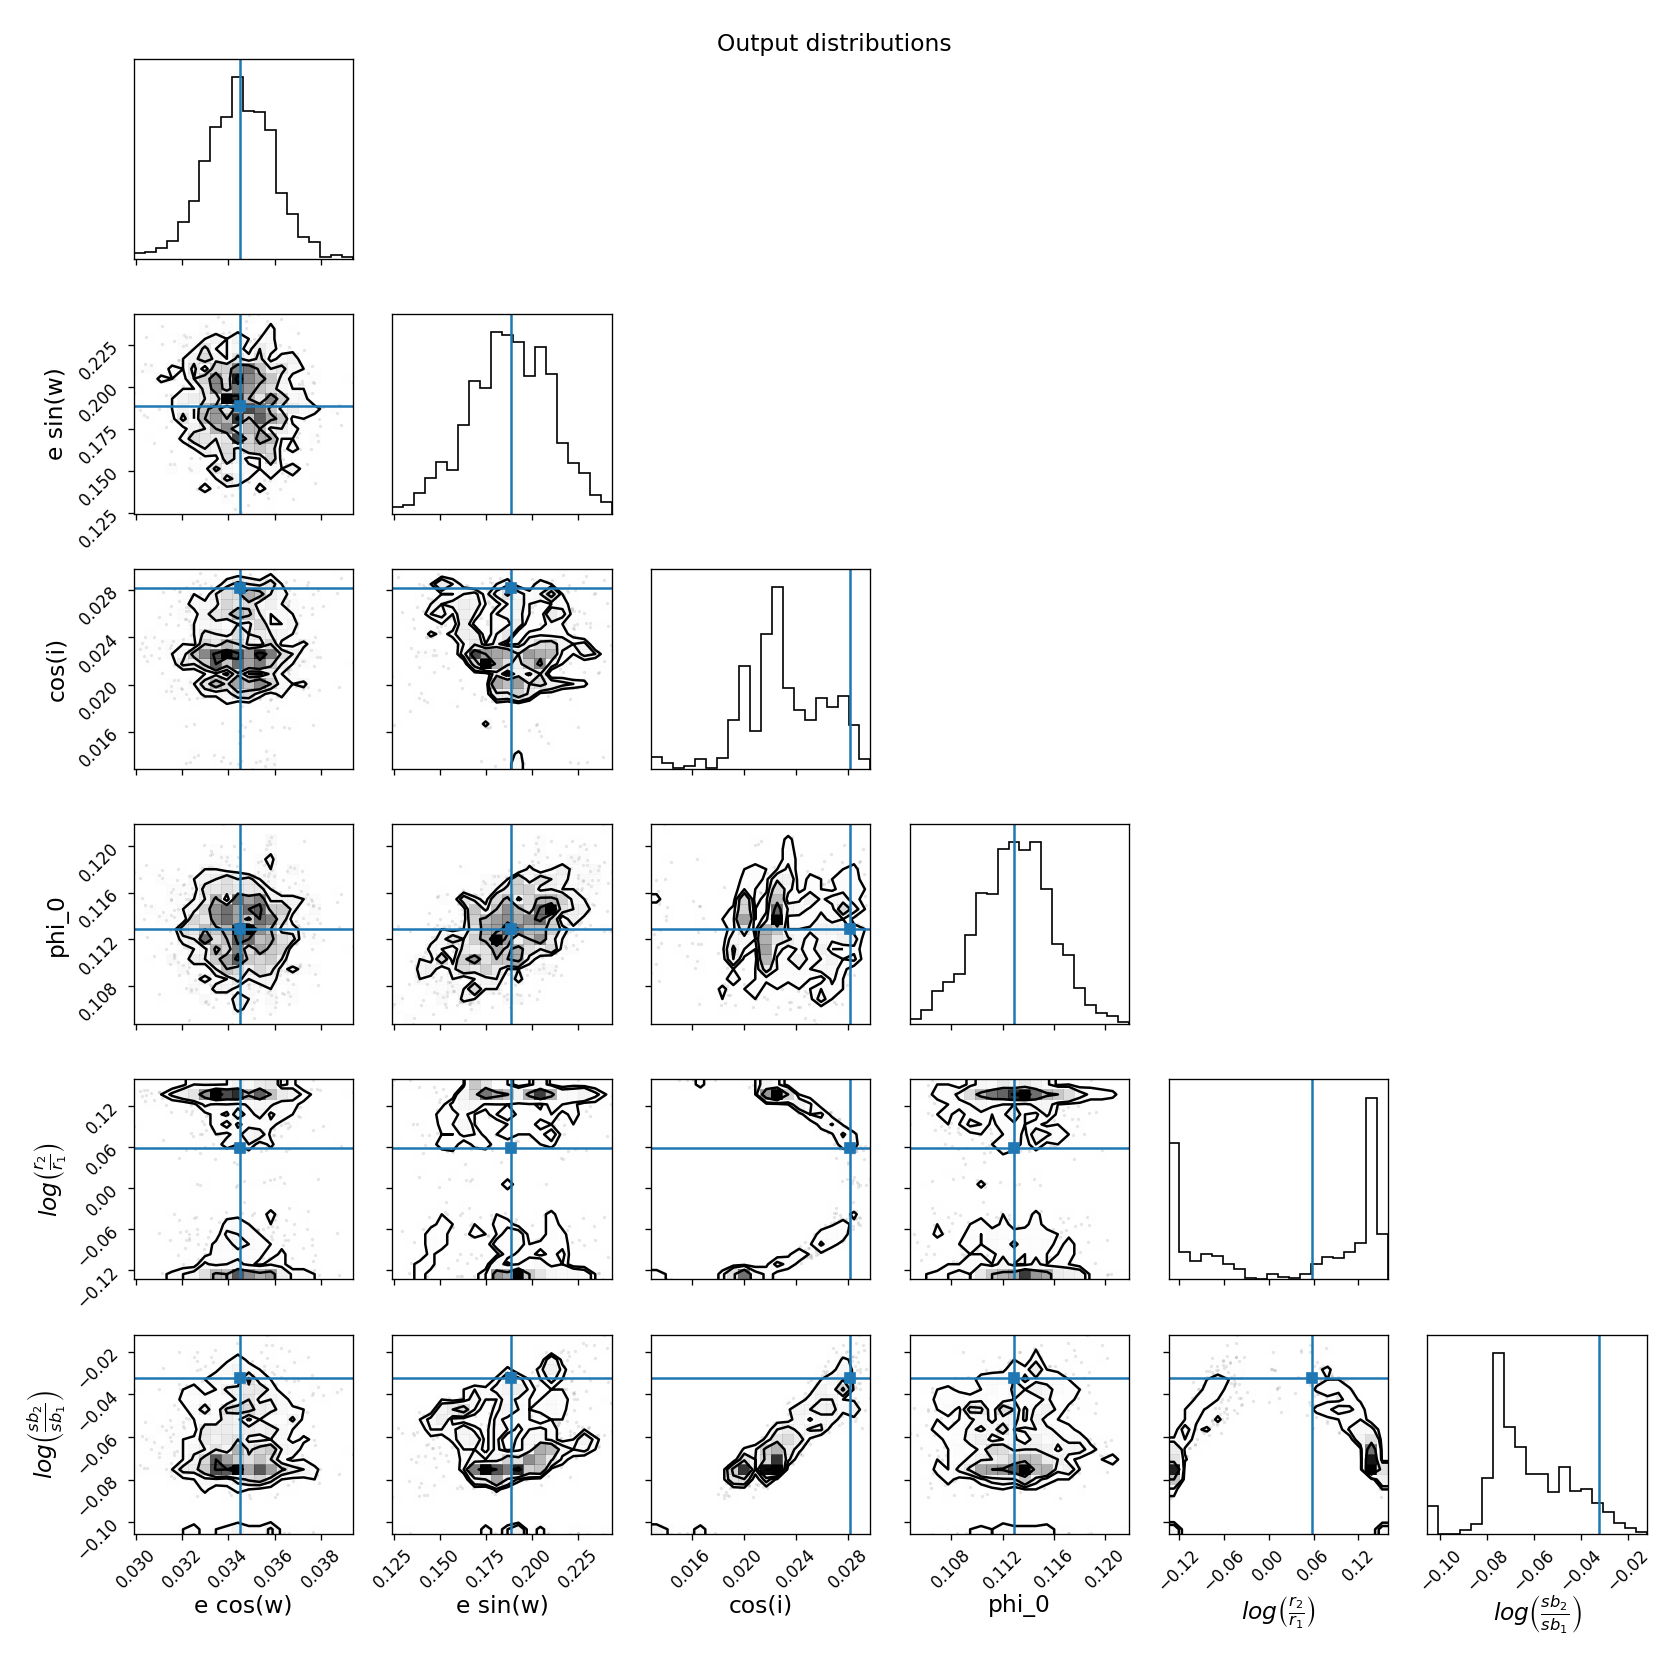 Output distributions
e sin(w)
0.225
0.200
0.175
0.150
0.125
cos(i)
0.028
0.024
0.020
0.016
phi_0
0.120
0.116
0.112
0.108
log(r₂/r₁)
0.12
0.06
0.00
−0.06
−0.12
log(sb₂/sb₁)
−0.02
−0.04
−0.06
−0.08
−0.10
0.030 0.032 0.034 0.036 0.038
e cos(w)
0.125 0.150 0.175 0.200 0.225
e sin(w)
0.016 0.020 0.024 0.028
cos(i)
0.108 0.112 0.116 0.120
phi_0
−0.12 −0.06 0.00 0.06 0.12
log(r₂/r₁)
−0.10 −0.08 −0.06 −0.04 −0.02
log(sb₂/sb₁)